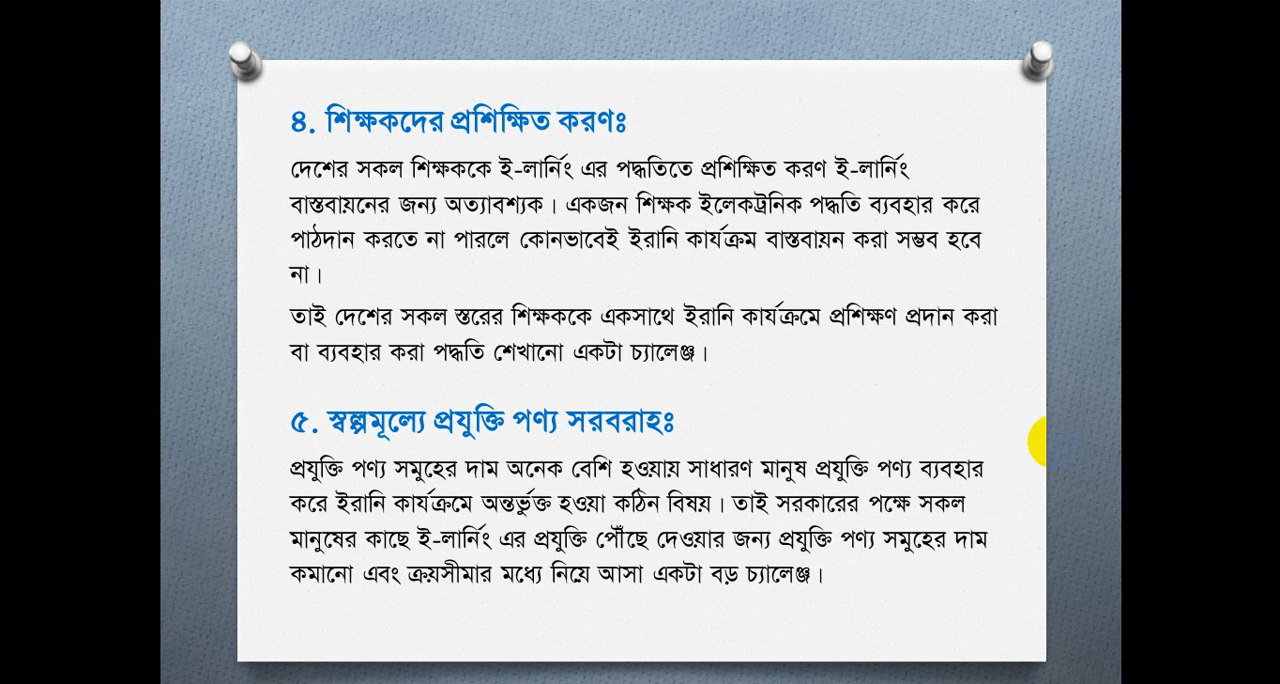 ৪. শিক্ষকদের প্রশিক্ষিত করণঃ
দেশের সকল শিক্ষককে ই-লার্নিং এর পদ্ধতিতে প্রশিক্ষিত করণ ই-লার্নিং
বাস্তবায়নের জন্য অত্যাবশ্যক। একজন শিক্ষক ইলেকট্রনিক পদ্ধতি ব্যবহার করে
পাঠদান করতে না পারলে কোনভাবেই ইরানি কার্যক্রম বাস্তবায়ন করা সম্ভব হবে
না।
তাই দেশের সকল স্তরের শিক্ষককে একসাথে ইরানি কার্যক্রমে প্রশিক্ষণ প্রদান করা
বা ব্যবহার করা পদ্ধতি শেখানো একটা চ্যালেঞ্জ।
৫. স্বল্পমূল্যে প্রযুক্তি পণ্য সরবরাহঃ
প্রযুক্তি পণ্য সমুহের দাম অনেক বেশি হওয়ায় সাধারণ মানুষ প্রযুক্তি পণ্য ব্যবহার
করে ইরানি কার্যক্রমে অন্তর্ভুক্ত হওয়া কঠিন বিষয়। তাই সরকারের পক্ষে সকল
মানুষের কাছে ই-লার্নিং এর প্রযুক্তি পৌঁছে দেওয়ার জন্য প্রযুক্তি পণ্য সমুহের দাম
কমানো এবং ক্রয়সীমার মধ্যে নিয়ে আসা একটা বড় চ্যালেঞ্জ।